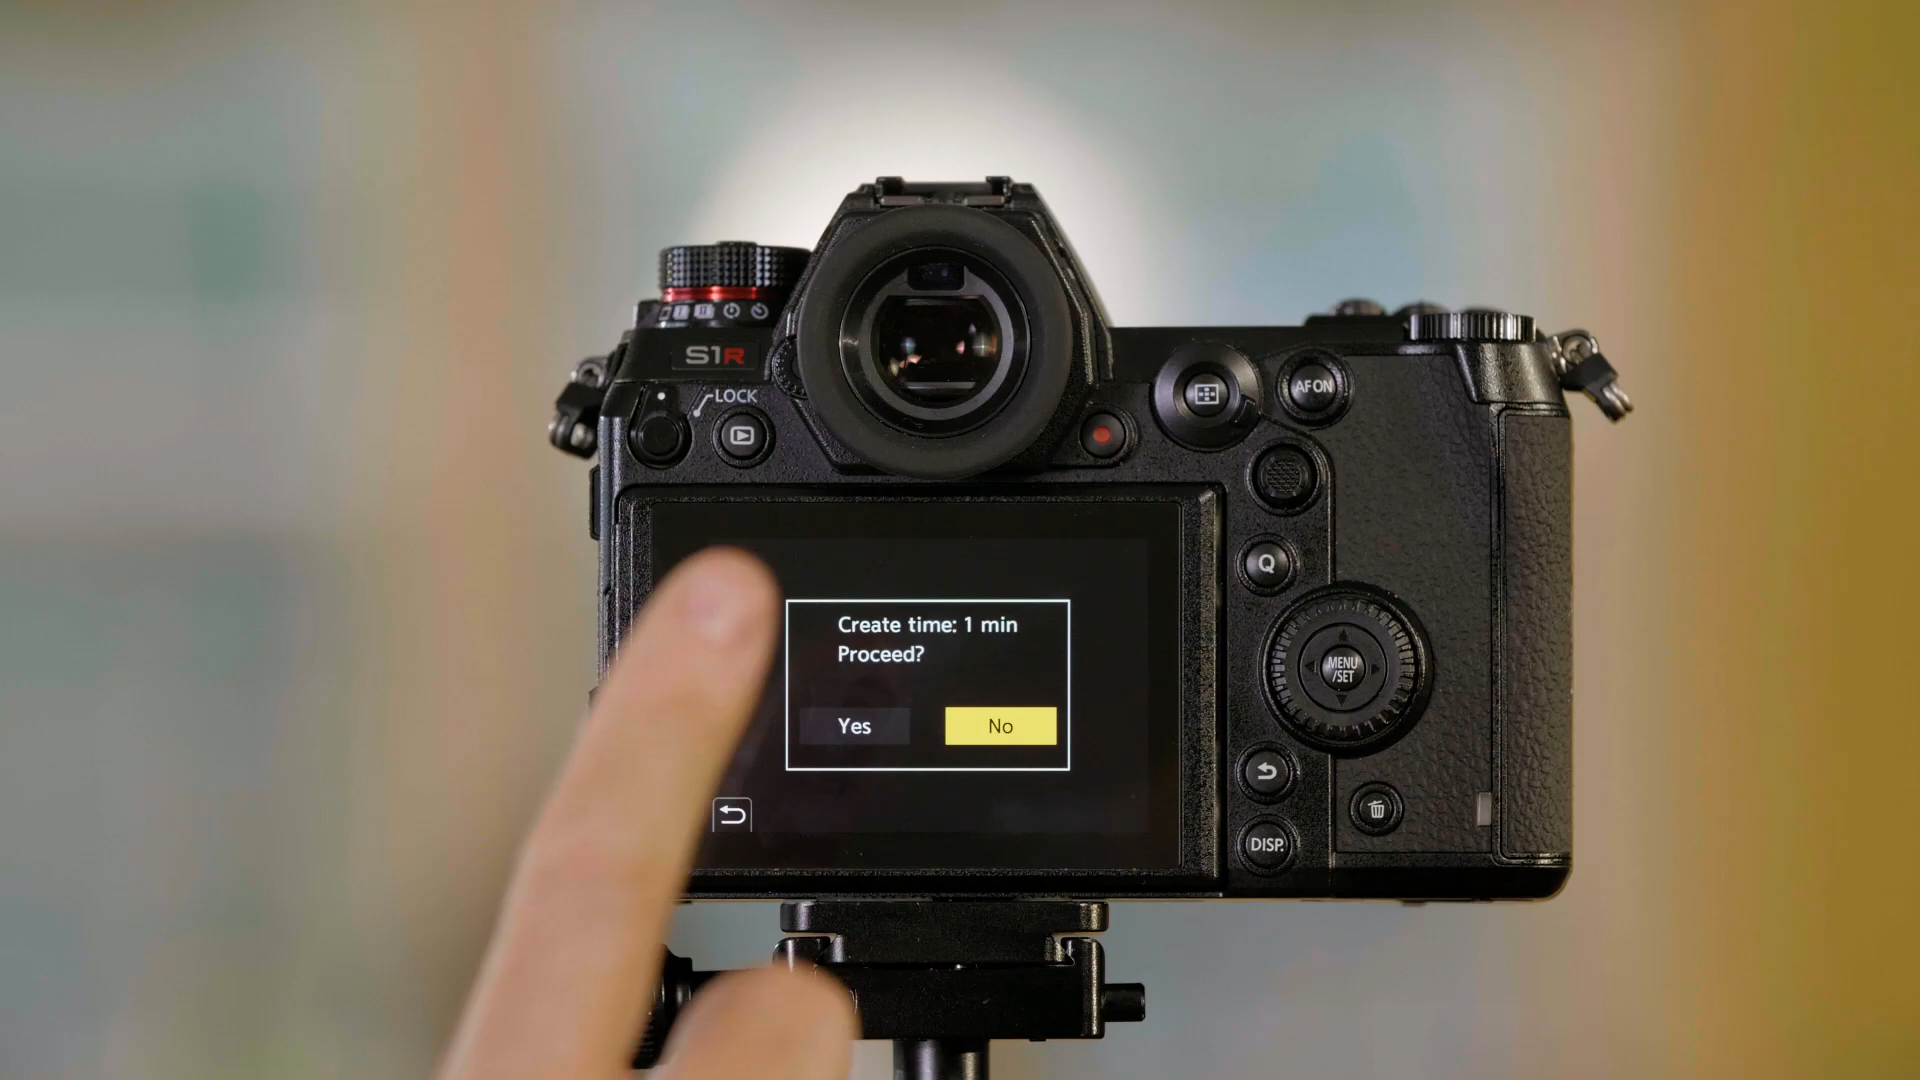 S1R
LOCK
AF ON
Q
Create time: 1 min
Proceed?
Yes
No
MENU
/SET
DISP.